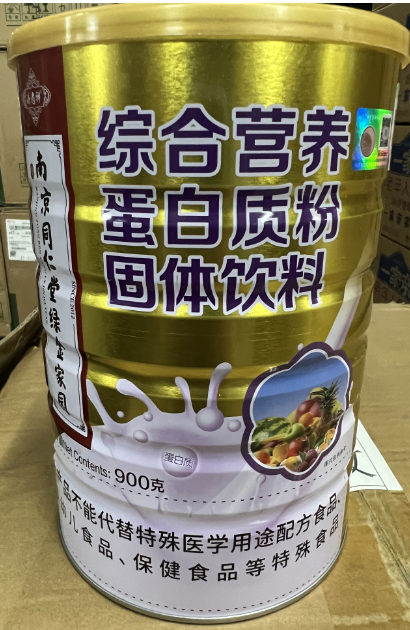 南京同仁堂绿金家园
综合营养
蛋白质粉
固体饮料
蛋白质
Net Contents: 900克
品不能代替特殊医学用途配方食品、
儿食品、保健食品等特殊食品